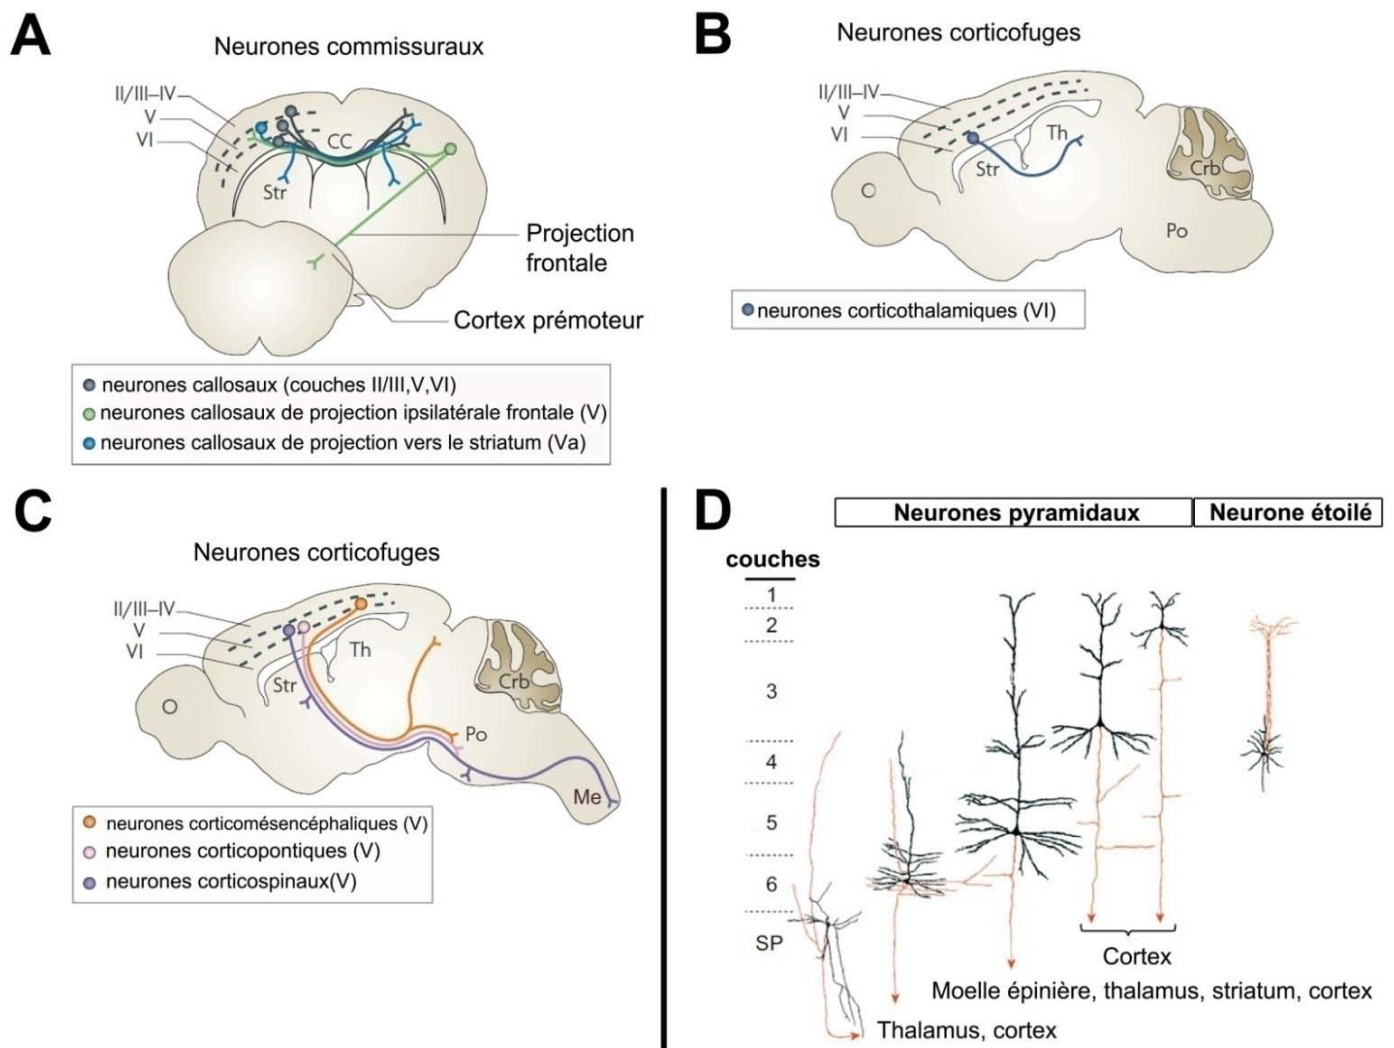 A
Neurones commissuraux
II/III–IV
V
VI
CC
Str
Projection
frontale
Cortex prémoteur
neurones callosaux (couches II/III,V,VI)
neurones callosaux de projection ipsilatérale frontale (V)
neurones callosaux de projection vers le striatum (Va)
B
Neurones corticofuges
II/III–IV
V
VI
Th
Str
Crb
O
Po
neurones corticothalamiques (VI)
C
Neurones corticofuges
II/III–IV
V
VI
Th
Str
Crb
O
Po
Me
neurones corticomésencéphaliques (V)
neurones corticopontiques (V)
neurones corticospinaux(V)
D
Neurones pyramidaux
Neurone étoilé
couches
1
2
3
4
5
6
SP
Cortex
Moelle épinière, thalamus, striatum, cortex
Thalamus, cortex